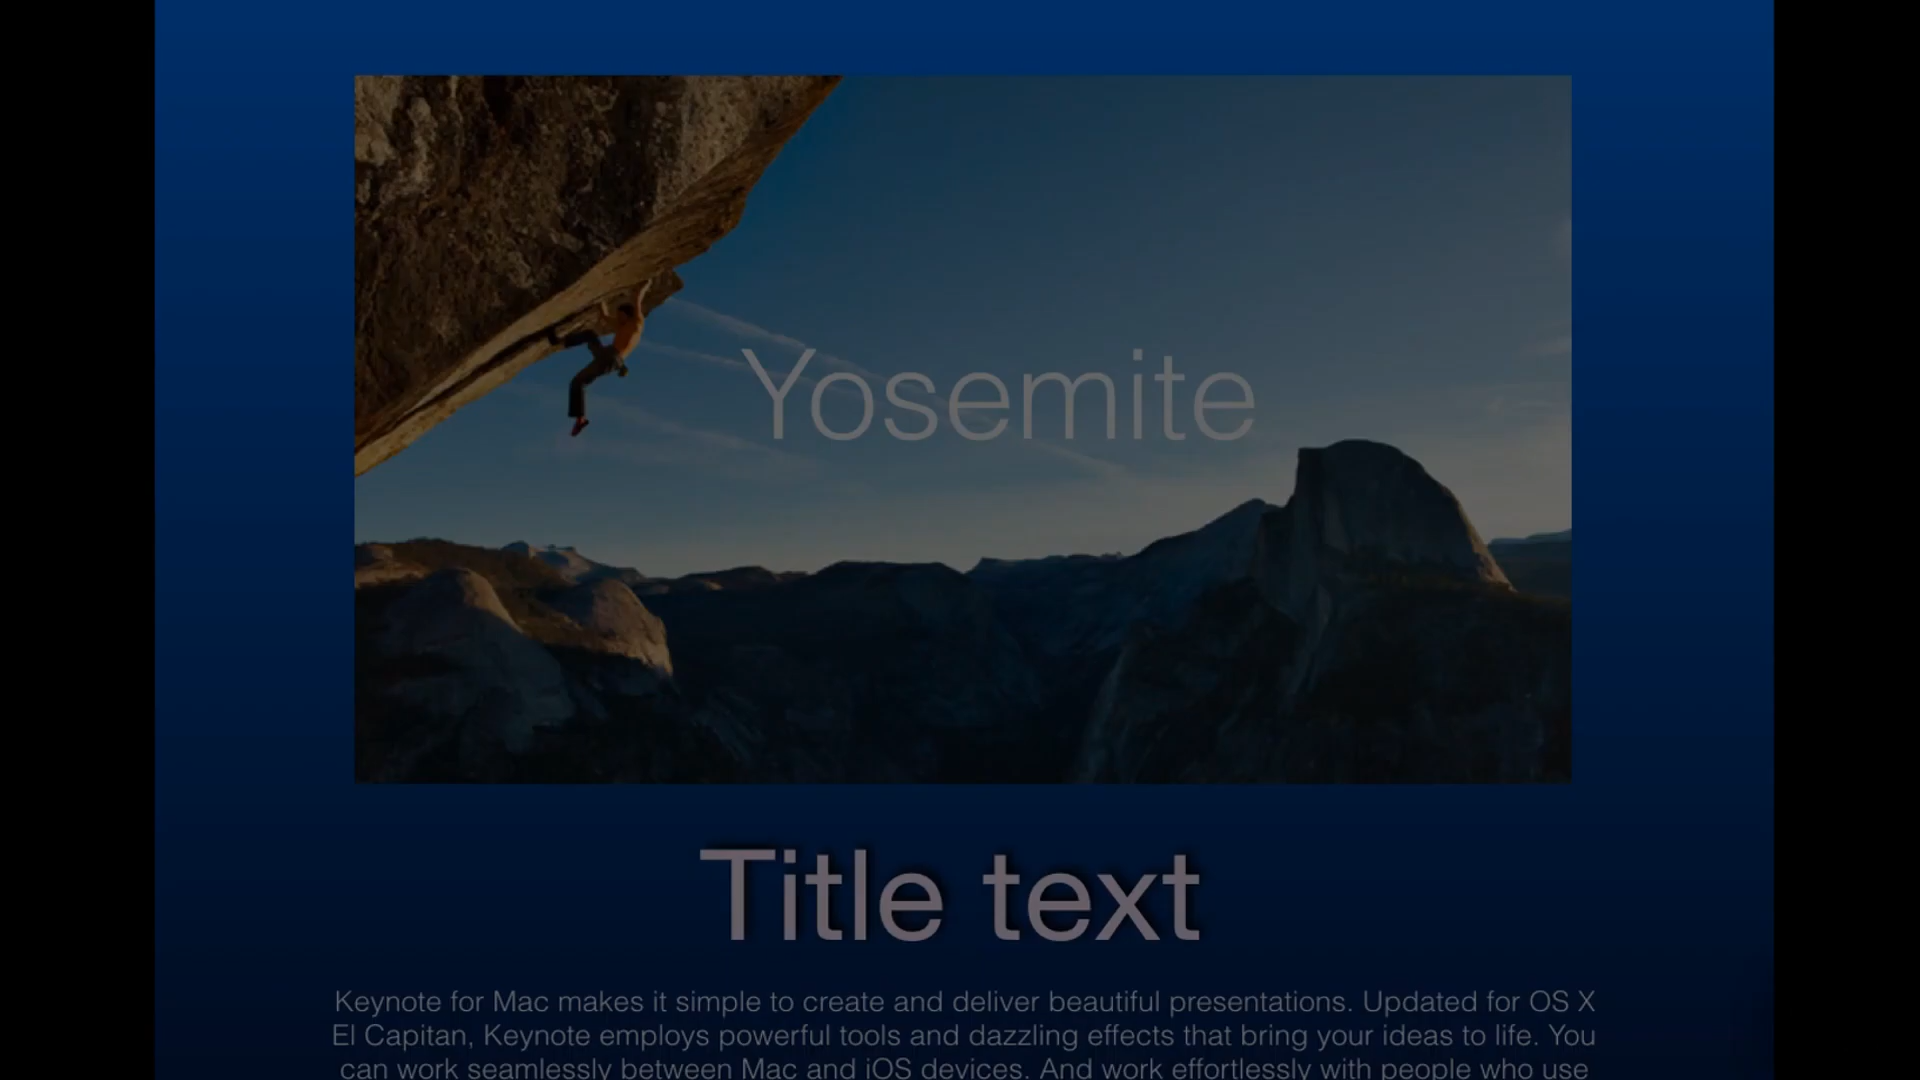 Yosemite
Title text
Keynote for Mac makes it simple to create and deliver beautiful presentations. Updated for OS X
El Capitan, Keynote employs powerful tools and dazzling effects that bring your ideas to life. You
can work seamlessly between Mac and iOS devices. And work effortlessly with people who use